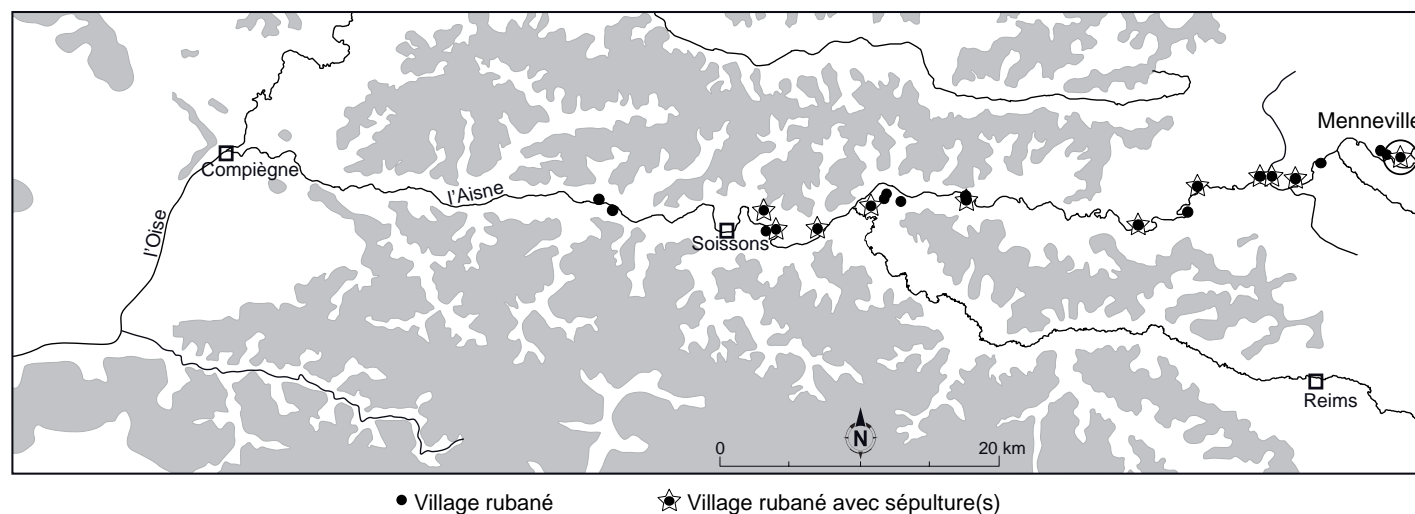 Menneville
Compiègne
l'Aisne
l'Oise
Soissons
Reims
N
0 20 km
Village rubané Village rubané avec sépulture(s)